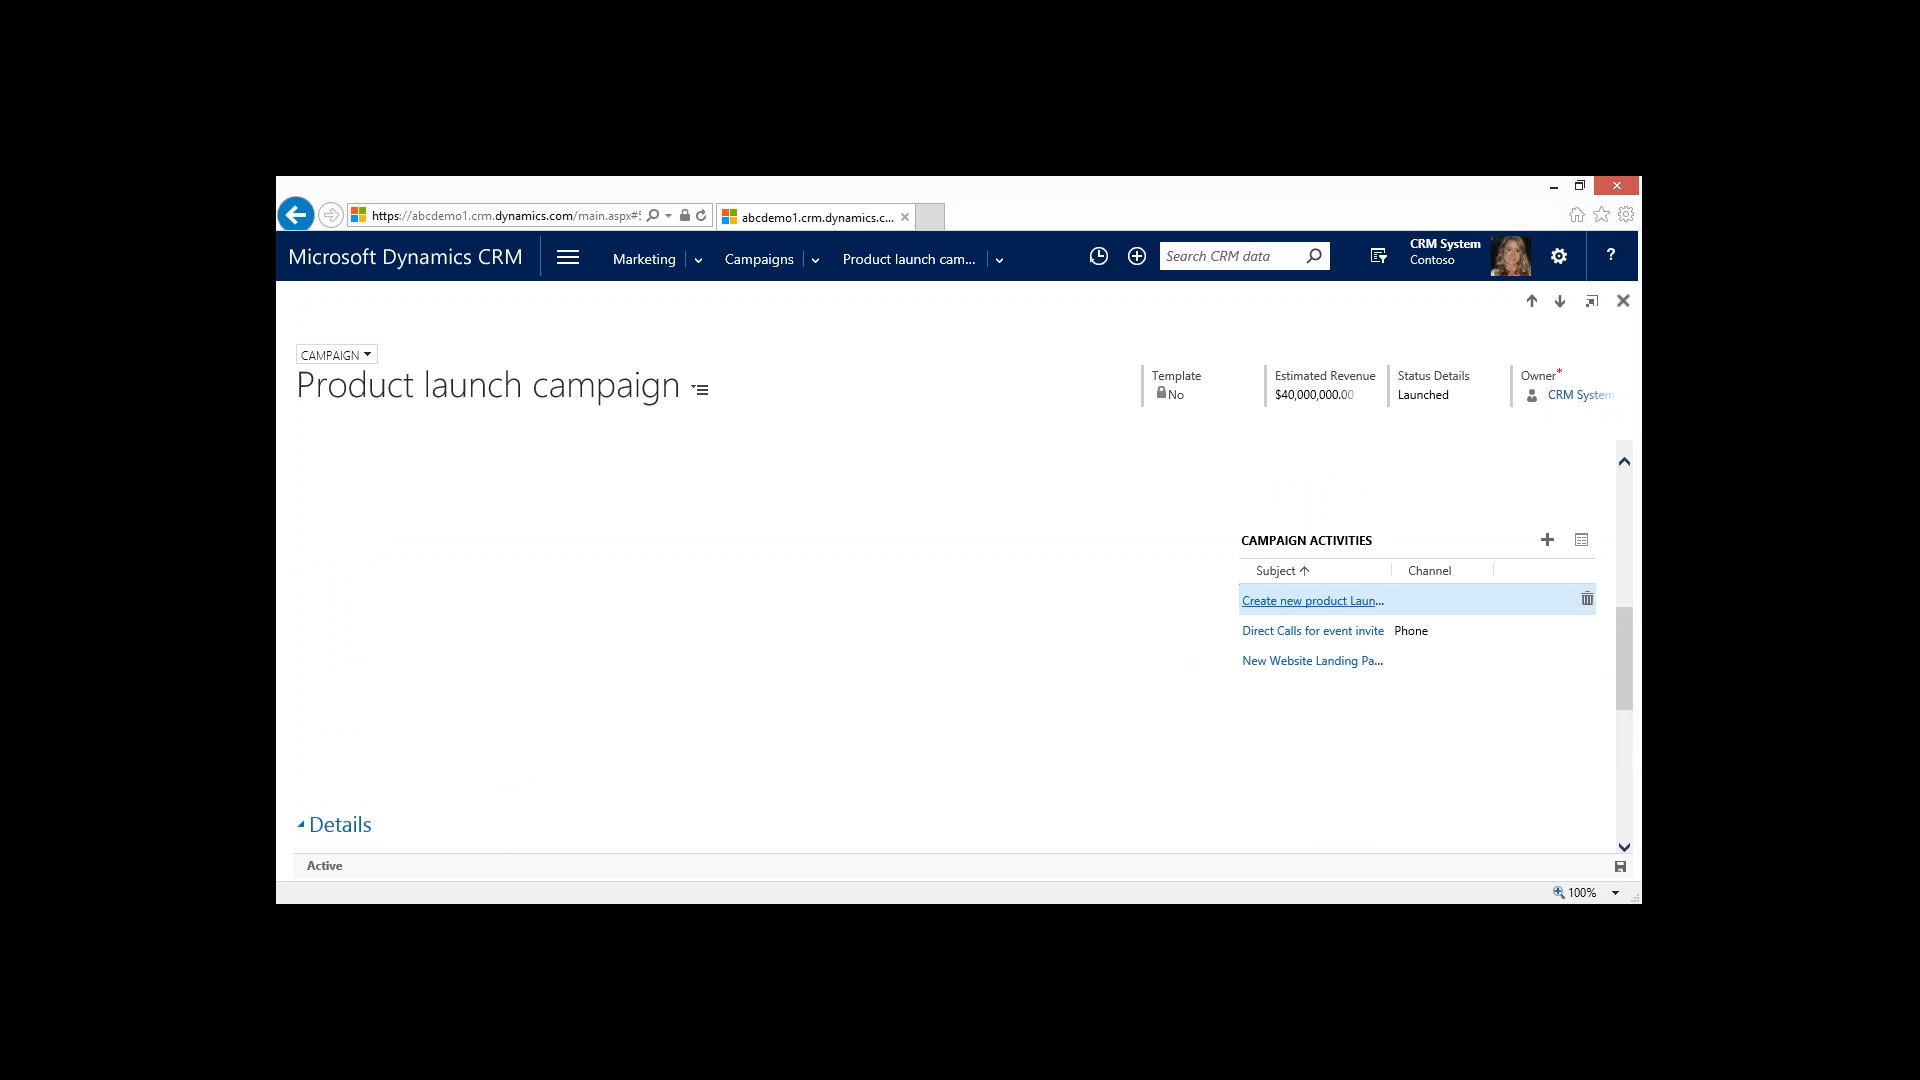 https://abcdemo1.crm.dynamics.com/main.aspx#
abcdemo1.crm.dynamics.c...
Microsoft Dynamics CRM
Marketing
Campaigns
Product launch cam...
Search CRM data
CRM System
Contoso
?
CAMPAIGN
Product launch campaign
Template
No
Estimated Revenue
$40,000,000.00
Status Details
Launched
Owner*
CRM System
CAMPAIGN ACTIVITIES
Subject Channel
Create new product Laun...
Direct Calls for event invite Phone
New Website Landing Pa...
Details
Active
100%